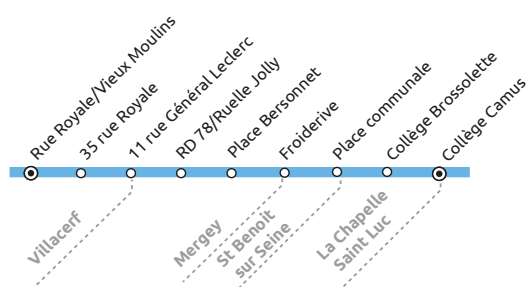 Rue Royale/Vieux Moulins
35 rue Royale
11 rue Général Leclerc
RD 78/Ruelle Jolly
Place Bersonnet
Froiderive
Place communale
Collège Brossolette
Collège Camus
Villacerf
Mergey
St Benoit
sur Seine
La Chapelle
Saint Luc